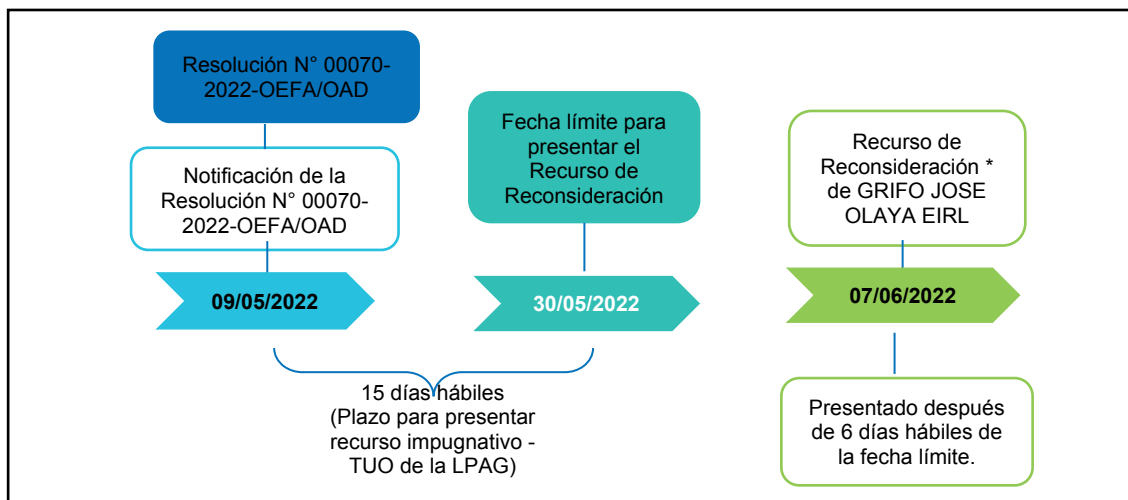 Resolución N° 00070-
2022-OEFA/OAD
Notificación de la
Resolución N° 00070-
2022-OEFA/OAD
09/05/2022
Fecha límite para
presentar el
Recurso de
Reconsideración
30/05/2022
15 días hábiles
(Plazo para presentar
recurso impugnativo -
TUO de la LPAG)
Recurso de
Reconsideración *
de GRIFO JOSE
OLAYA EIRL
07/06/2022
Presentado después
de 6 días hábiles de
la fecha límite.